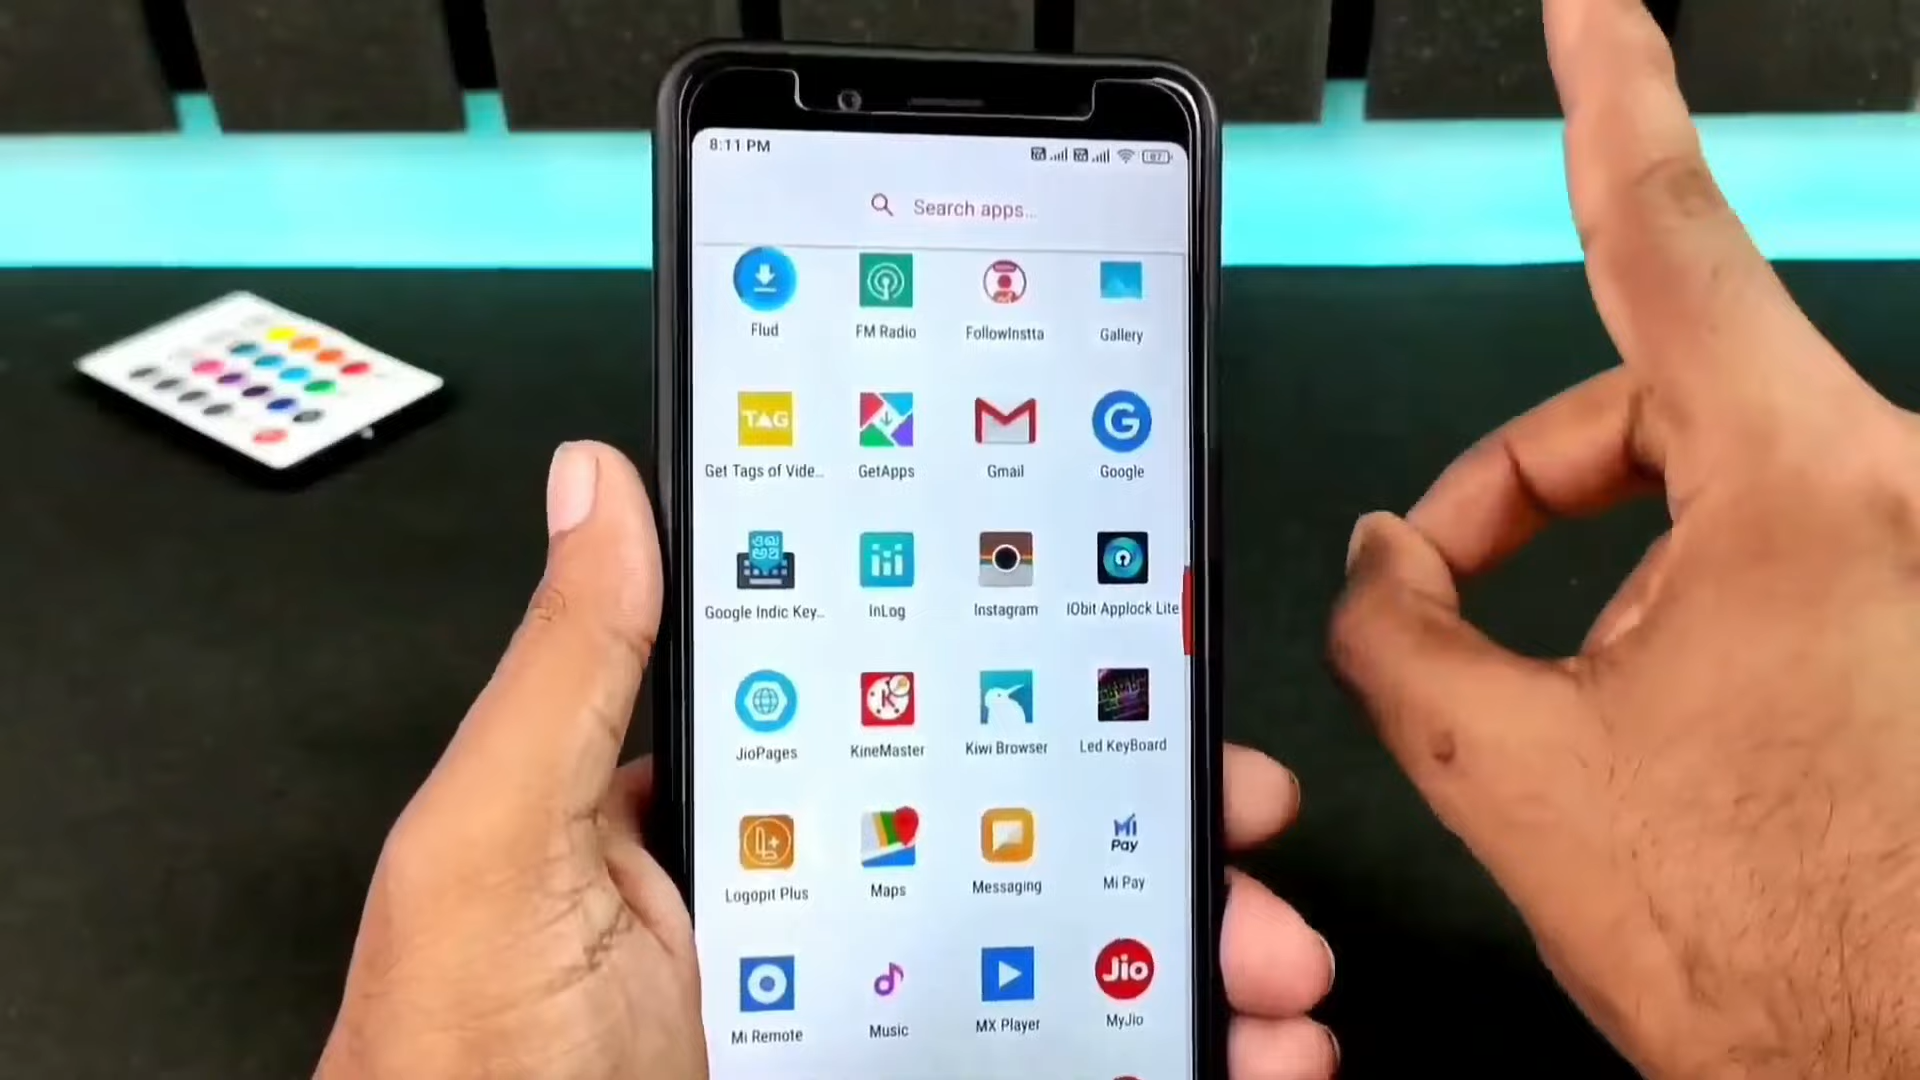 8:11 PM
87
Search apps...
Flud
FM Radio
FollowInstta
Gallery
TAG
Get Tags of Vide...
GetApps
Gmail
G
Google
Google Indic Key...
InLog
Instagram
IObit Applock Lite
JioPages
K
KineMaster
Kiwi Browser
Led KeyBoard
L+
Logopit Plus
Maps
Messaging
Mi
Pay
Mi Pay
Mi Remote
Music
MX Player
Jio
MyJio